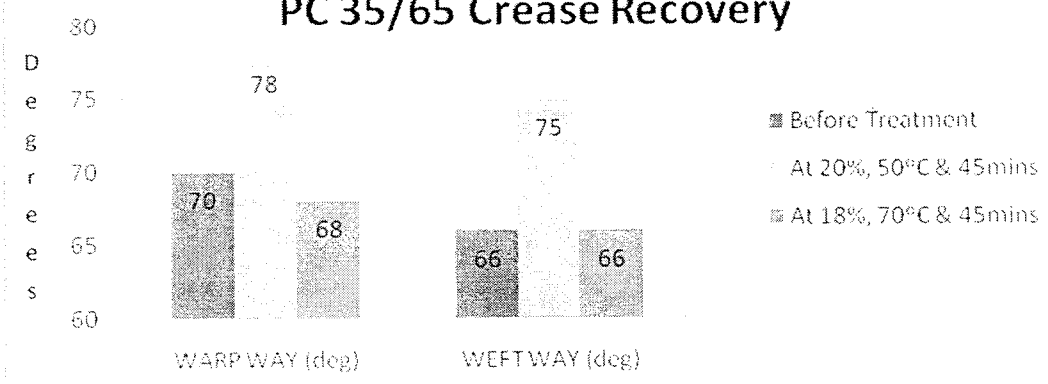 PC 35/65 Crease Recovery
Degrees
80
75
70
65
60
78
70
68
75
66
66
WARP WAY (deg)
WEFT WAY (deg)
Before Treatment
At 20%, 50°C & 45mins
At 18%, 70°C & 45mins